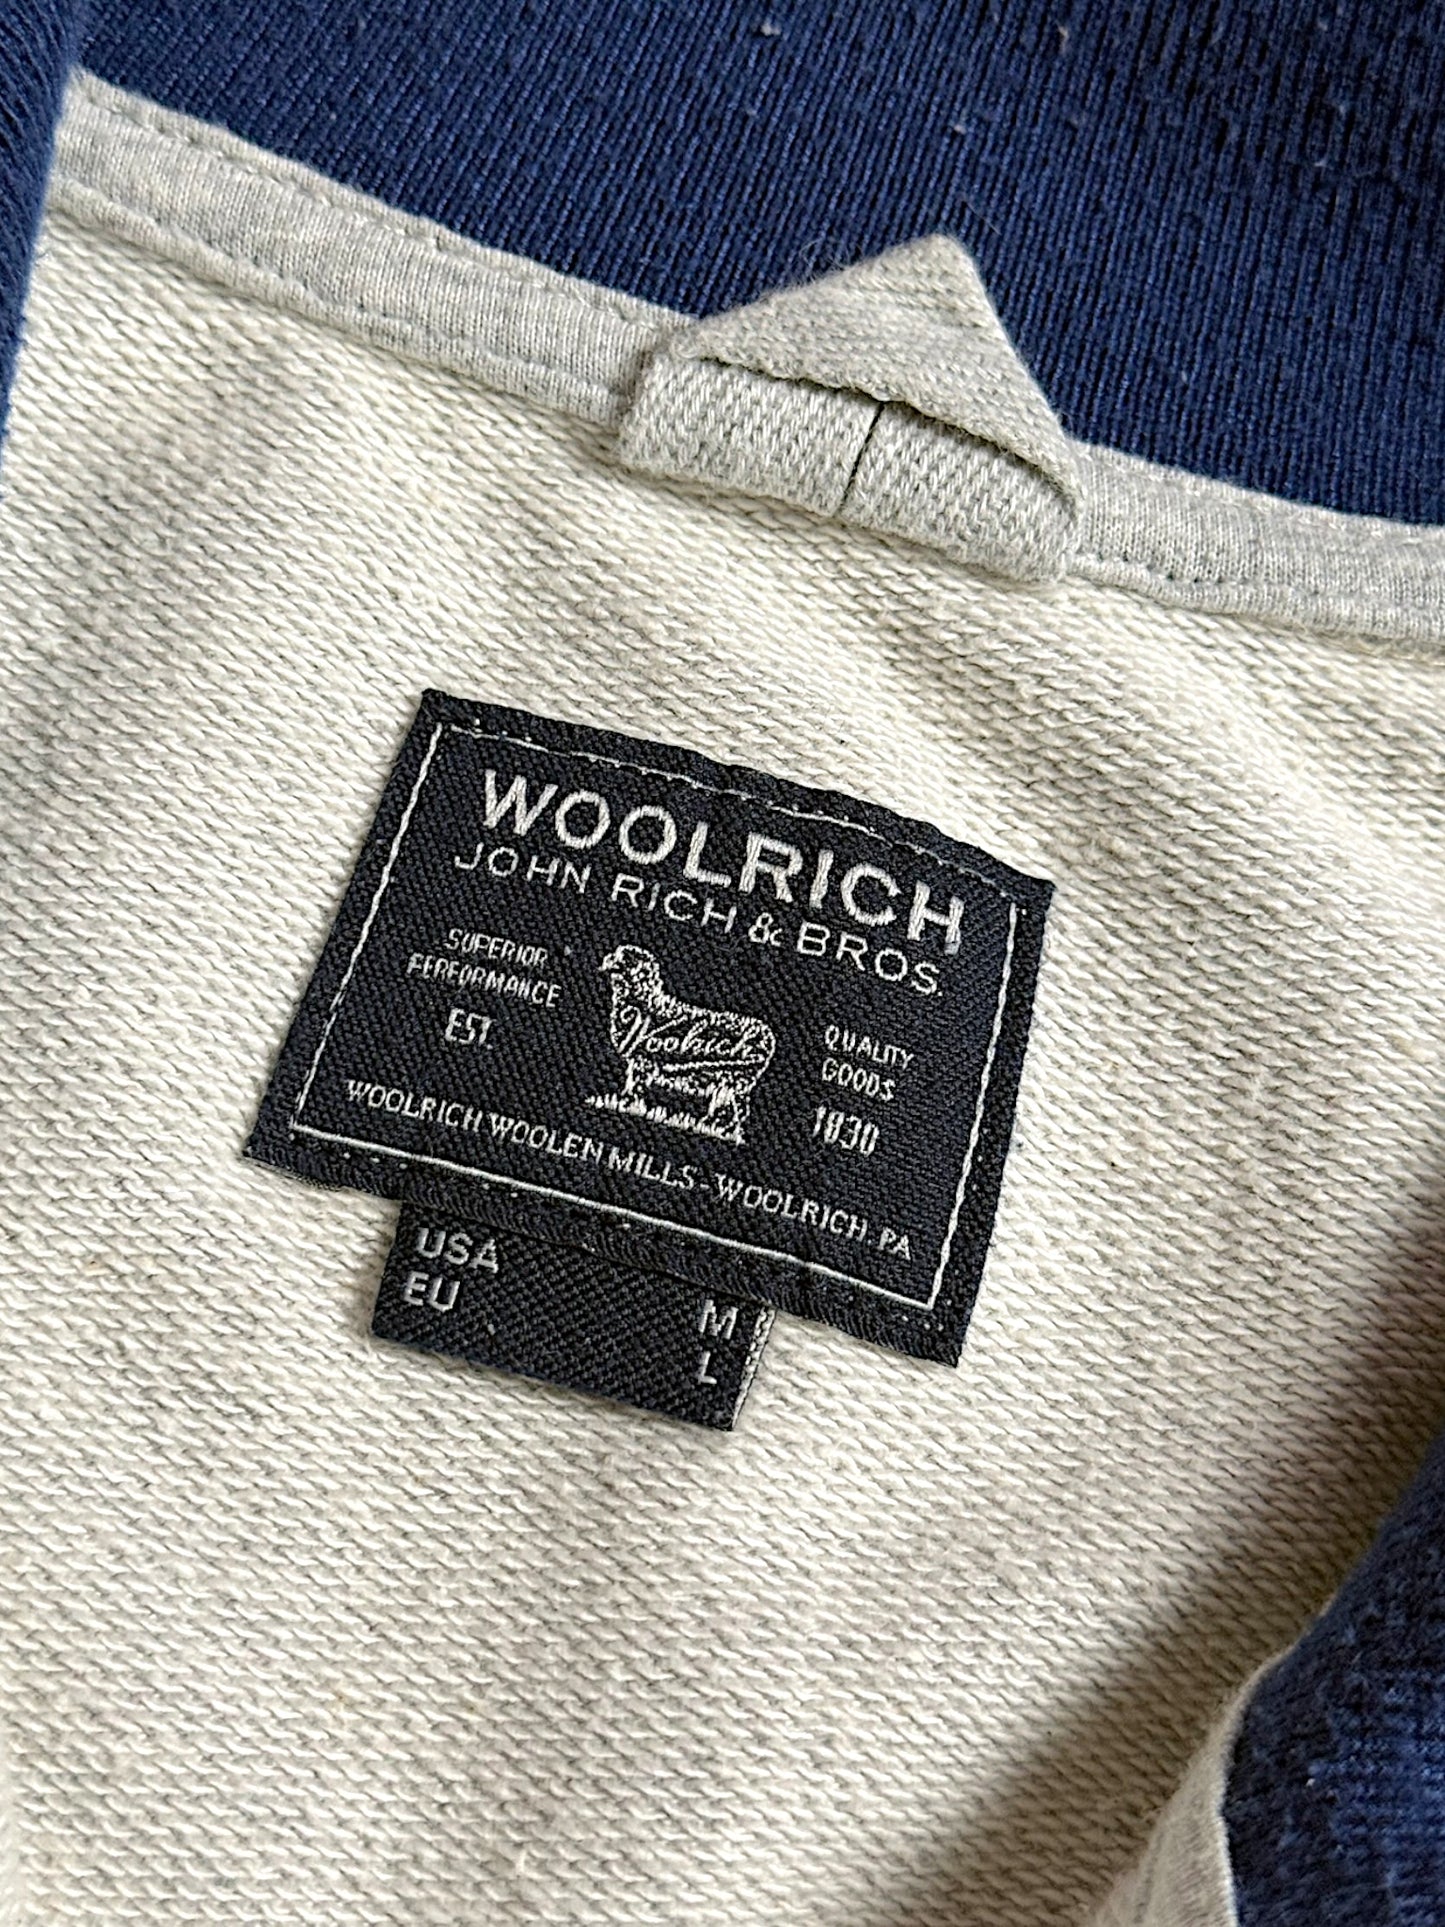 WOOLRICH
JOHN RICH & BROS.
SUPERIOR
PERFORMANCE
EST.
Woolrich
QUALITY
GOODS
1830
WOOLRICH WOOLEN MILLS - WOOLRICH, PA
USA M
EU L